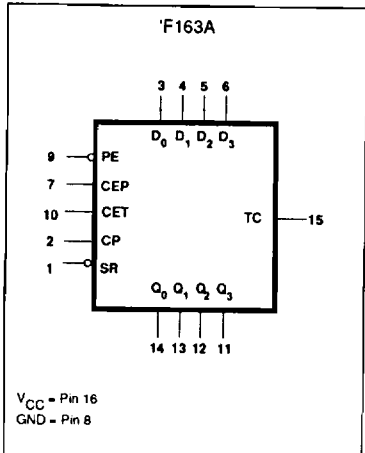 'F163A
3 4 5 6
D0 D1 D2 D3
9 PE
7 CEP
10 CET
TC 15
2 CP
1 SR
Q0 Q1 Q2 Q3
14 13 12 11
VCC = Pin 16
GND = Pin 8